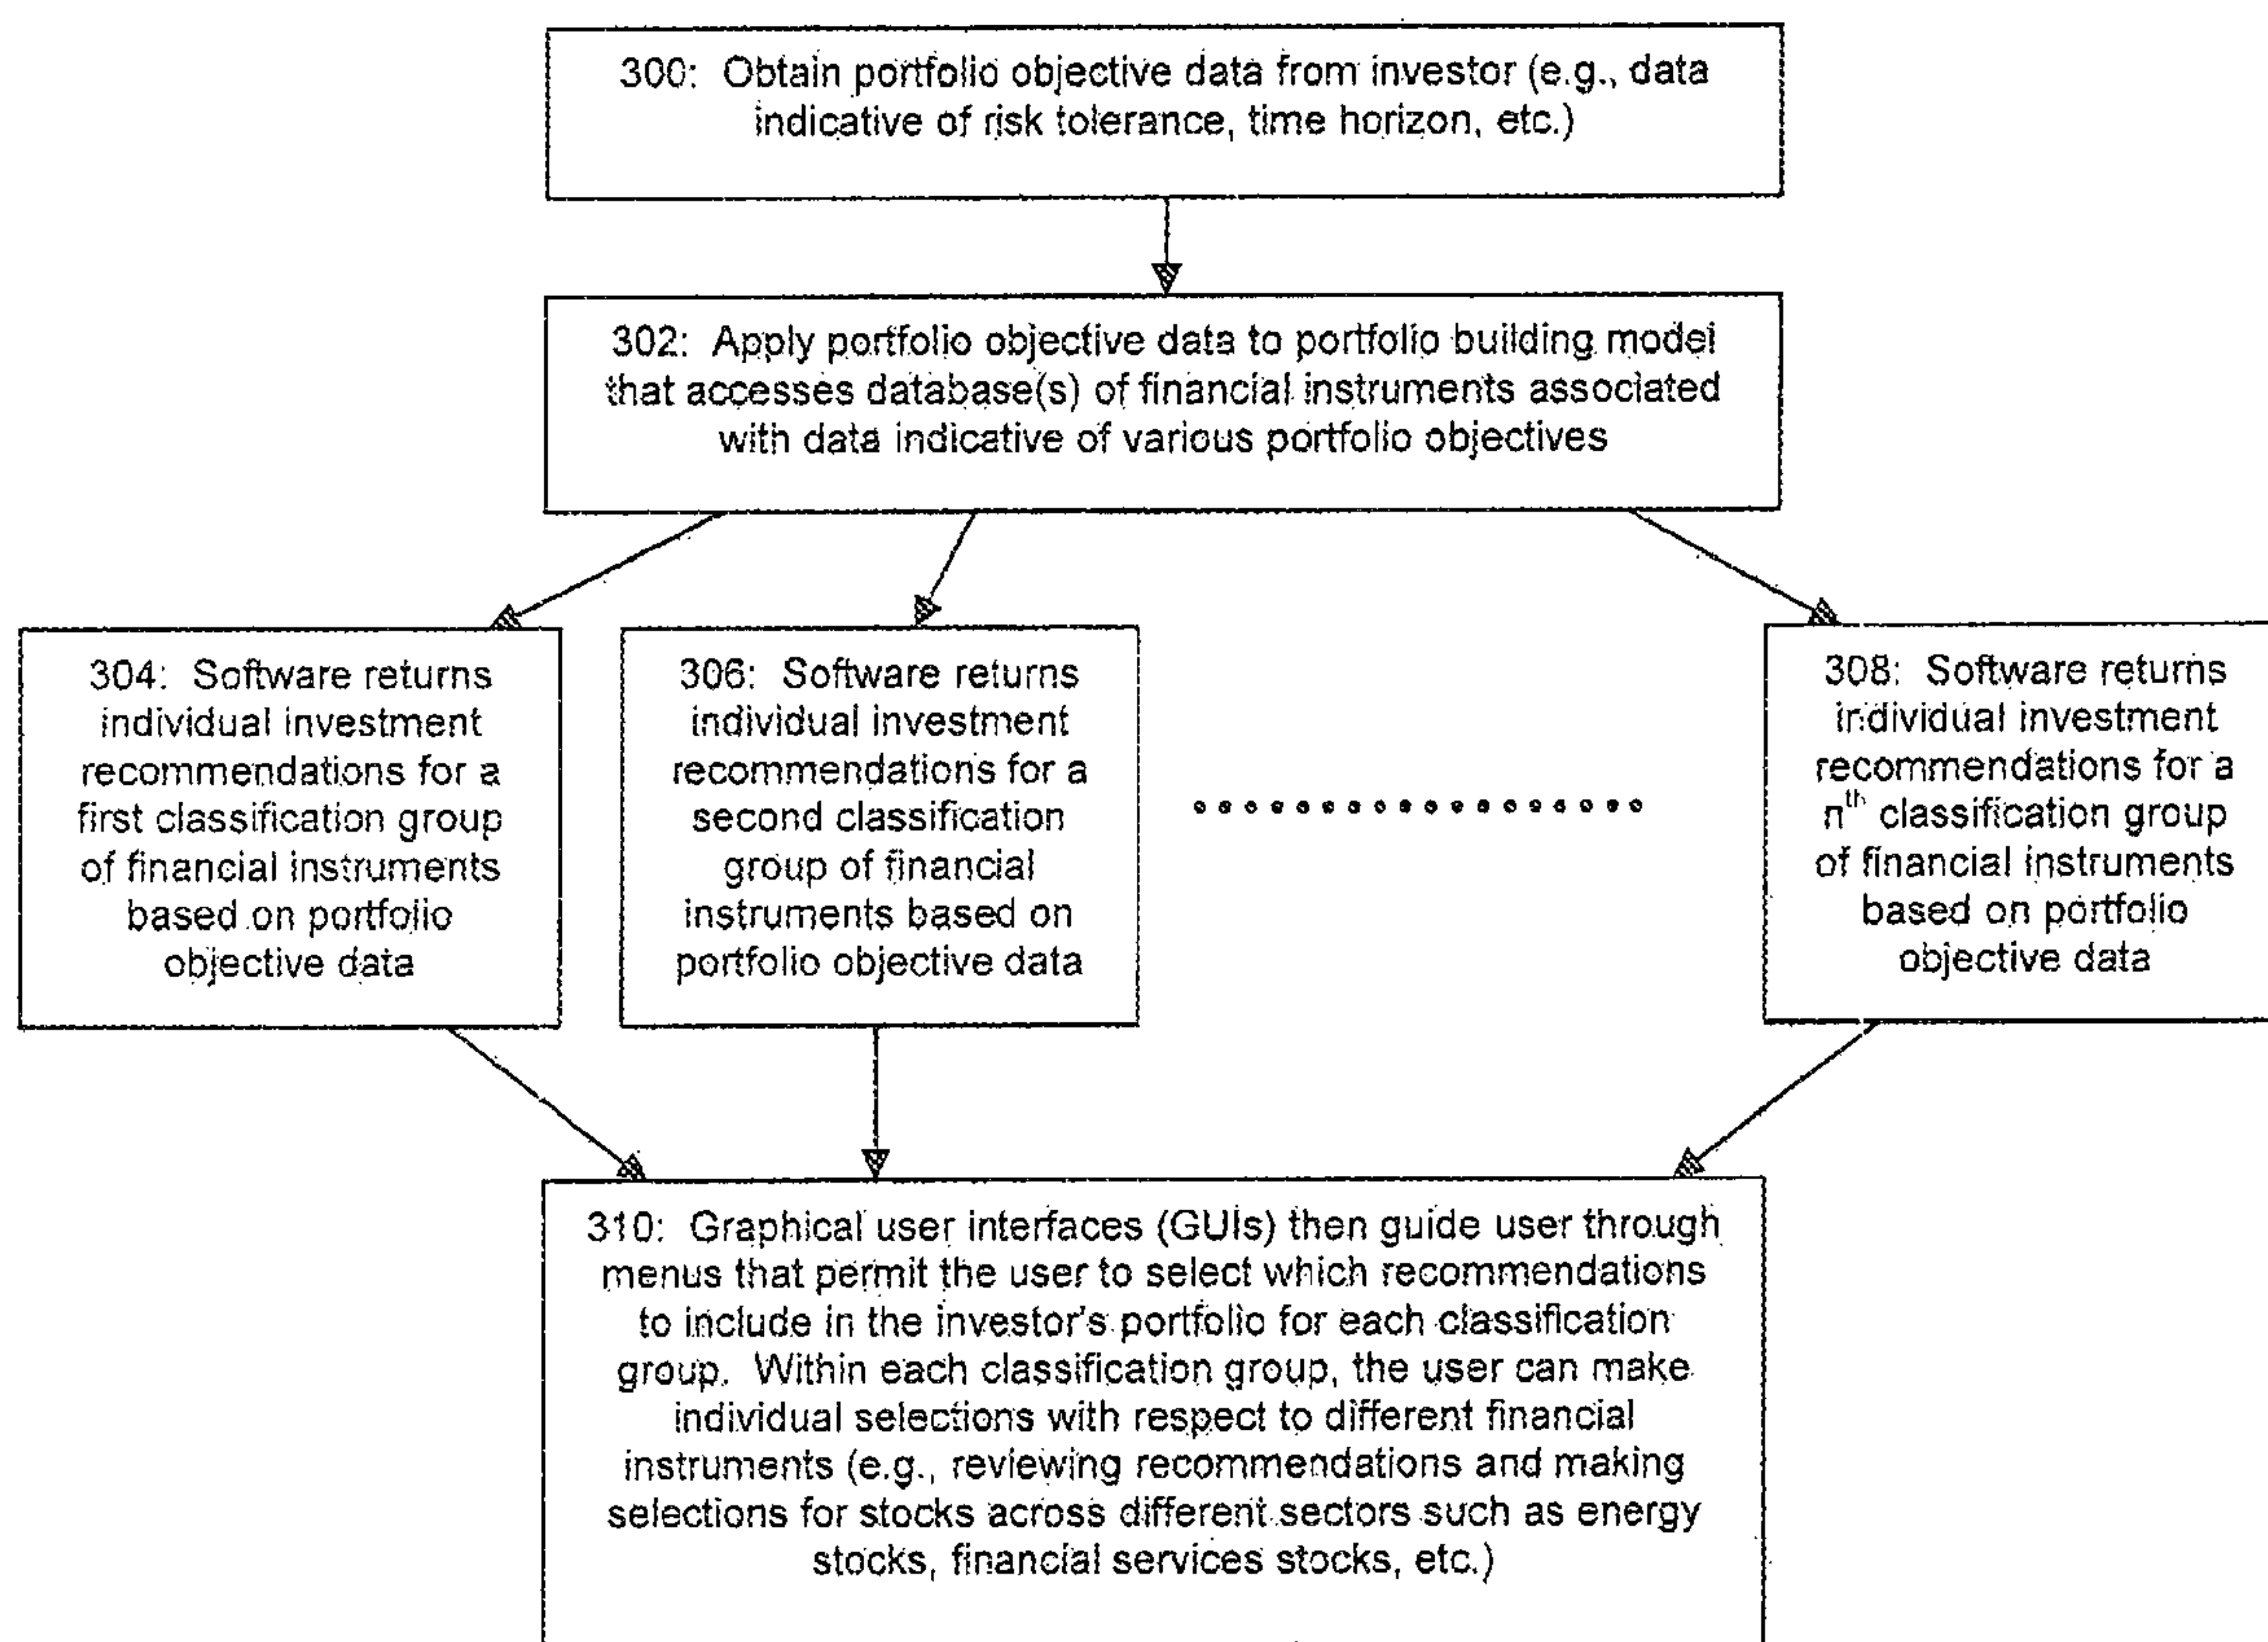 300: Obtain portfolio objective data from investor (e.g., data
indicative of risk tolerance, time horizon, etc.)
302: Apply portfolio objective data to portfolio building model
that accesses database(s) of financial instruments associated
with data indicative of various portfolio objectives
304: Software returns
individual investment
recommendations for a
first classification group
of financial instruments
based on portfolio
objective data
306: Software returns
individual investment
recommendations for a
second classification
group of financial
instruments based on
portfolio objective data
308: Software returns
individual investment
recommendations for a
nth classification group
of financial instruments
based on portfolio
objective data
310: Graphical user interfaces (GUIs) then guide user through
menus that permit the user to select which recommendations
to include in the investor's portfolio for each classification
group. Within each classification group, the user can make
individual selections with respect to different financial
instruments (e.g., reviewing recommendations and making
selections for stocks across different sectors such as energy
stocks, financial services stocks, etc.)